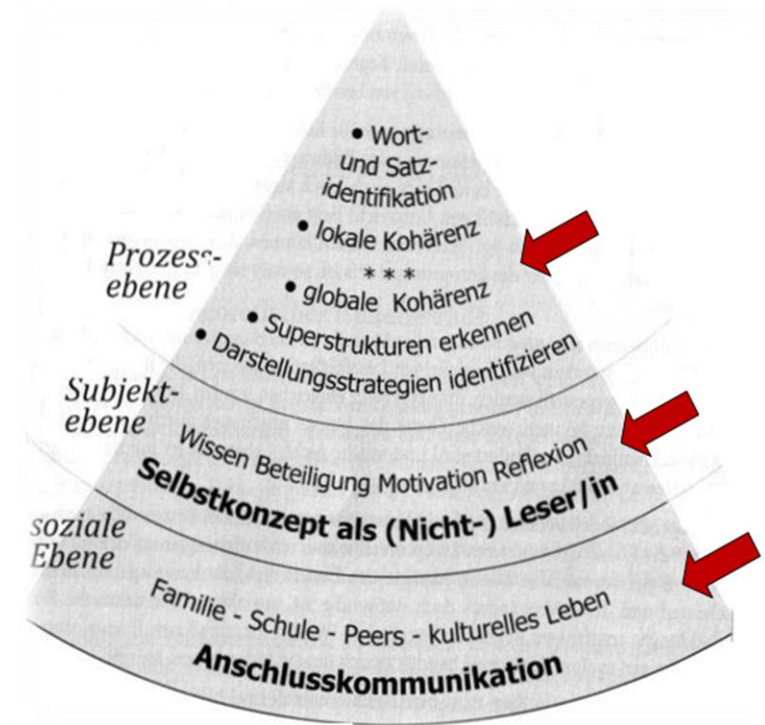 • Wort-
und Satz-
identifikation
• lokale Kohärenz
* * *
• globale Kohärenz
• Superstrukturen erkennen
• Darstellungsstrategien identifizieren
Prozess-
ebene
Subjekt-
ebene
Wissen Beteiligung Motivation Reflexion
Selbstkonzept als (Nicht-) Leser/in
soziale
Ebene
Familie - Schule - Peers - kulturelles Leben
Anschlusskommunikation